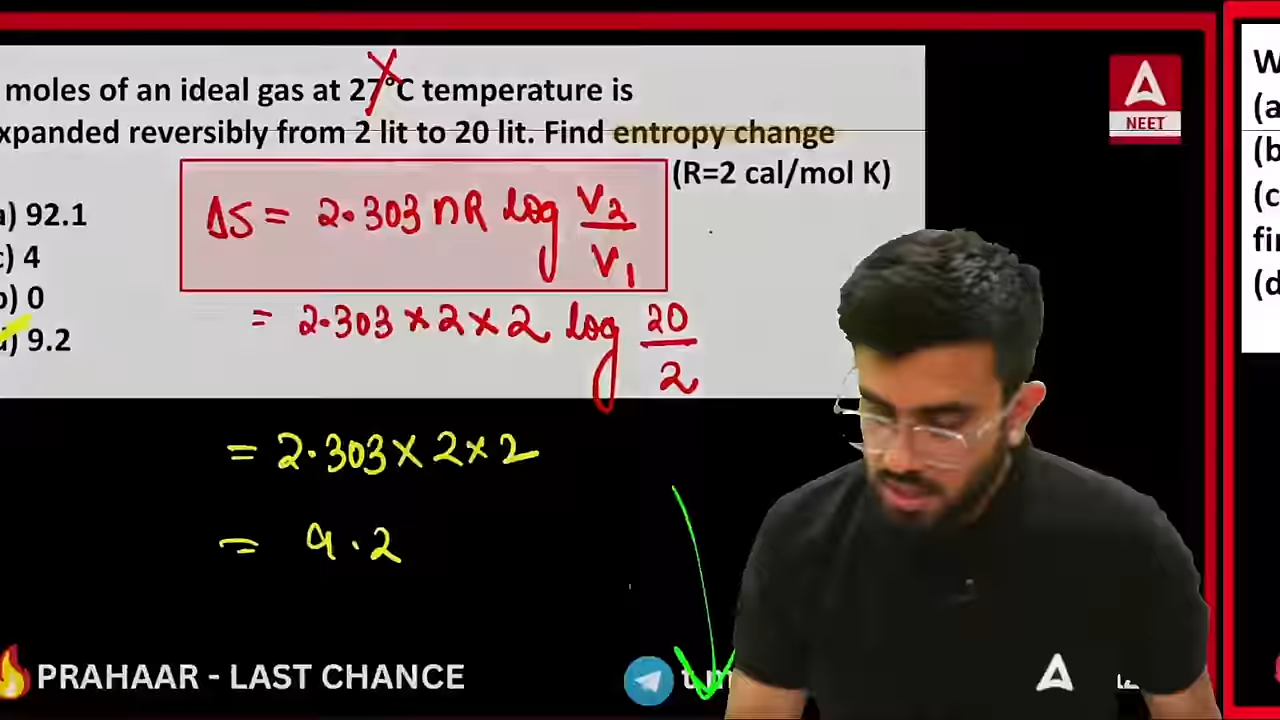 moles of an ideal gas at 27°C temperature is
xpanded reversibly from 2 lit to 20 lit. Find entropy change
(R=2 cal/mol K)
a) 92.1
c) 4
b) 0
d) 9.2
ΔS = 2.303 nR log V2/V1
= 2.303 × 2 × 2 log 20/2
= 2.303 × 2 × 2
= 9.2
A
NEET
W
(a
(b
(c
fi
(d
PRAHAAR - LAST CHANCE
A